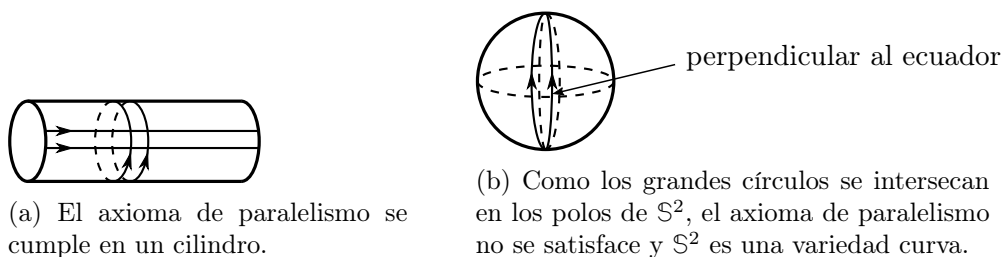 perpendicular al ecuador
(a) El axioma de paralelismo se
cumple en un cilindro.
(b) Como los grandes círculos se intersecan
en los polos de 𝕊², el axioma de paralelismo
no se satisface y 𝕊² es una variedad curva.